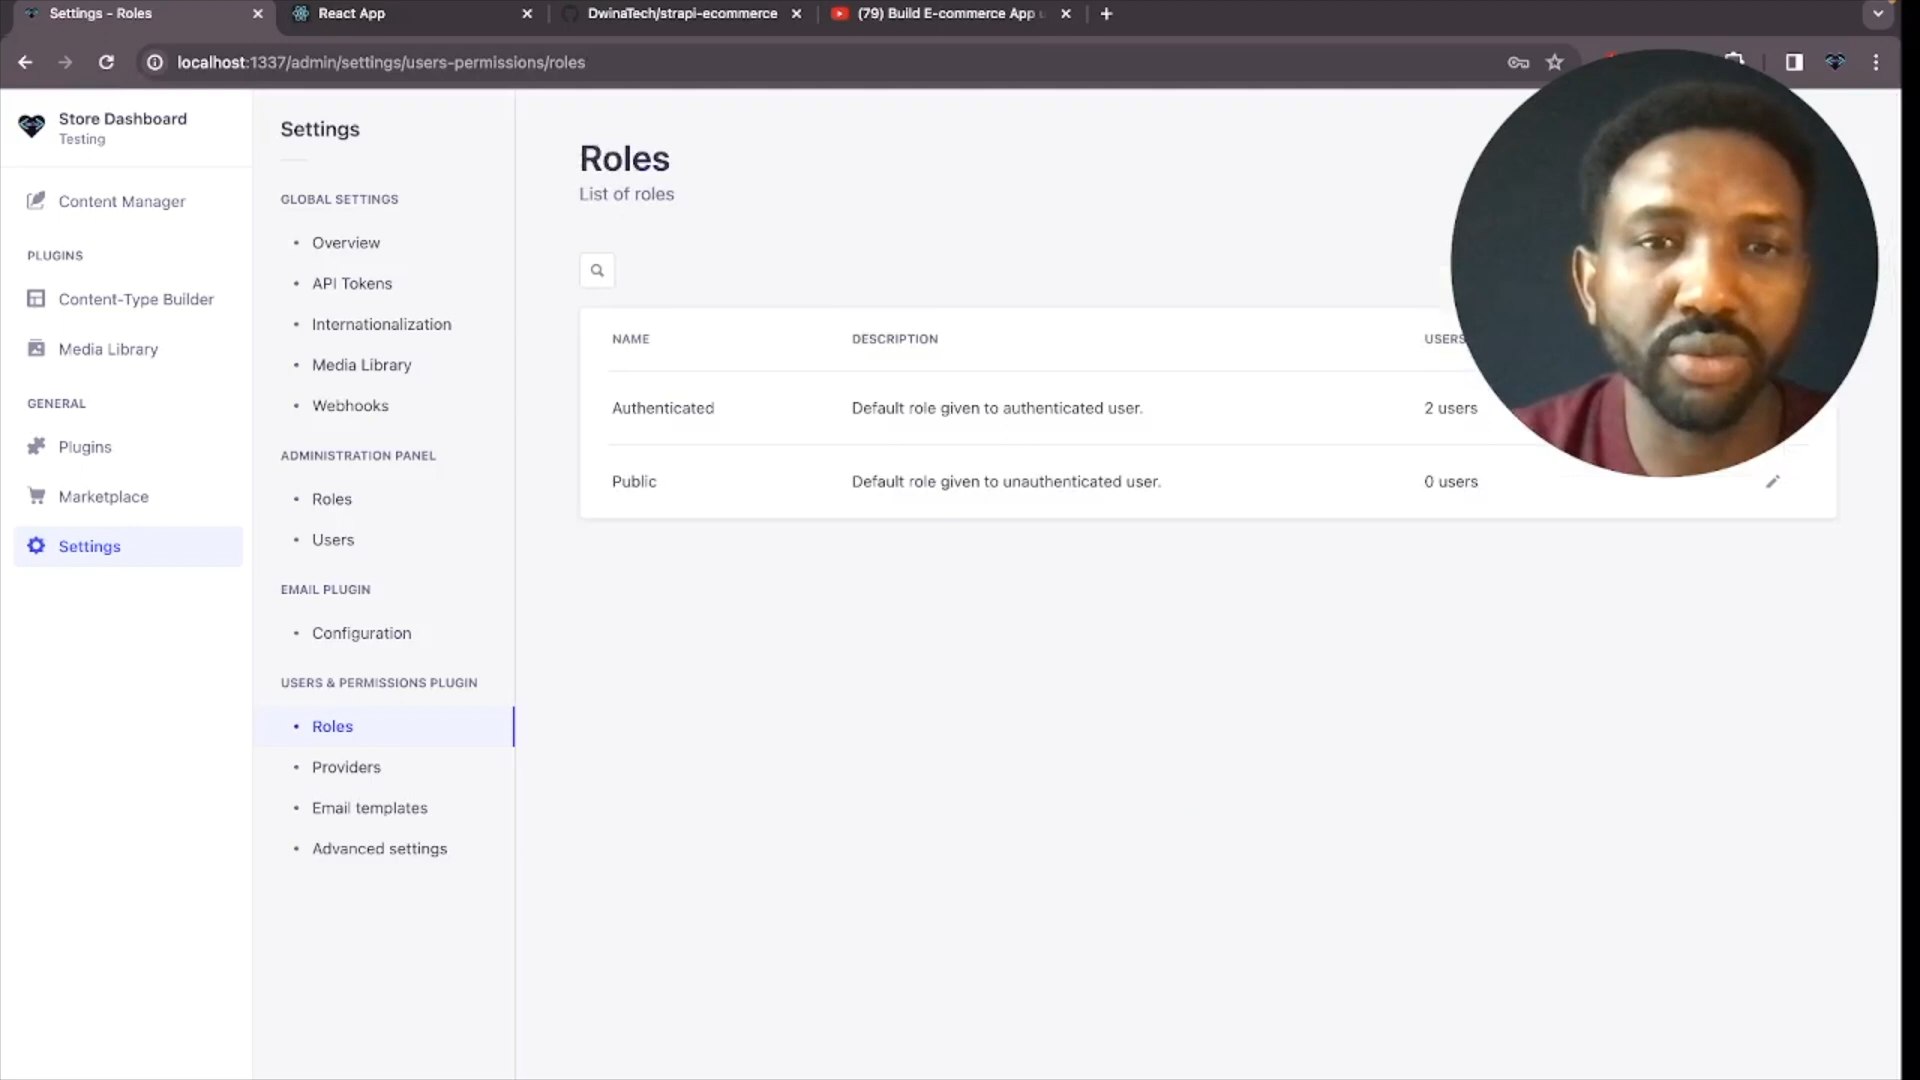 Settings - Roles
React App
DwinaTech/strapi-ecommerce
(79) Build E-commerce App
localhost:1337/admin/settings/users-permissions/roles
Store Dashboard
Testing
Content Manager
PLUGINS
Content-Type Builder
Media Library
GENERAL
Plugins
Marketplace
Settings
Settings
GLOBAL SETTINGS
Overview
API Tokens
Internationalization
Media Library
Webhooks
ADMINISTRATION PANEL
Roles
Users
EMAIL PLUGIN
Configuration
USERS & PERMISSIONS PLUGIN
Roles
Providers
Email templates
Advanced settings
Roles
List of roles
NAME DESCRIPTION USERS
Authenticated Default role given to authenticated user. 2 users
Public Default role given to unauthenticated user. 0 users